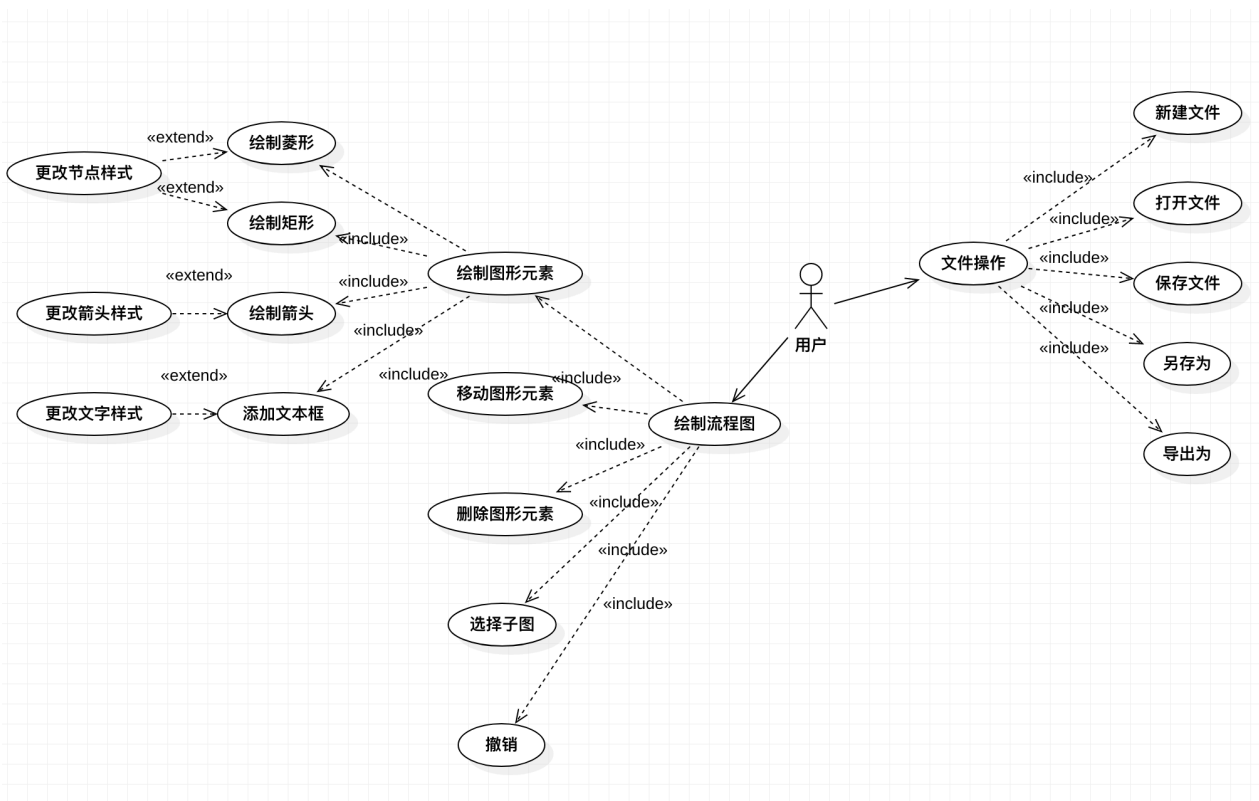 新建文件
«extend»
绘制菱形
更改节点样式
«include»
«extend»
打开文件
绘制矩形
«include»
«include»
«include»
绘制图形元素
文件操作
«extend»
«include»
保存文件
更改箭头样式
绘制箭头
«include»
«include»
用户
«include»
另存为
«extend»
«include»
«include»
移动图形元素
更改文字样式
添加文本框
绘制流程图
«include»
导出为
«include»
删除图形元素
«include»
«include»
选择子图
撤销